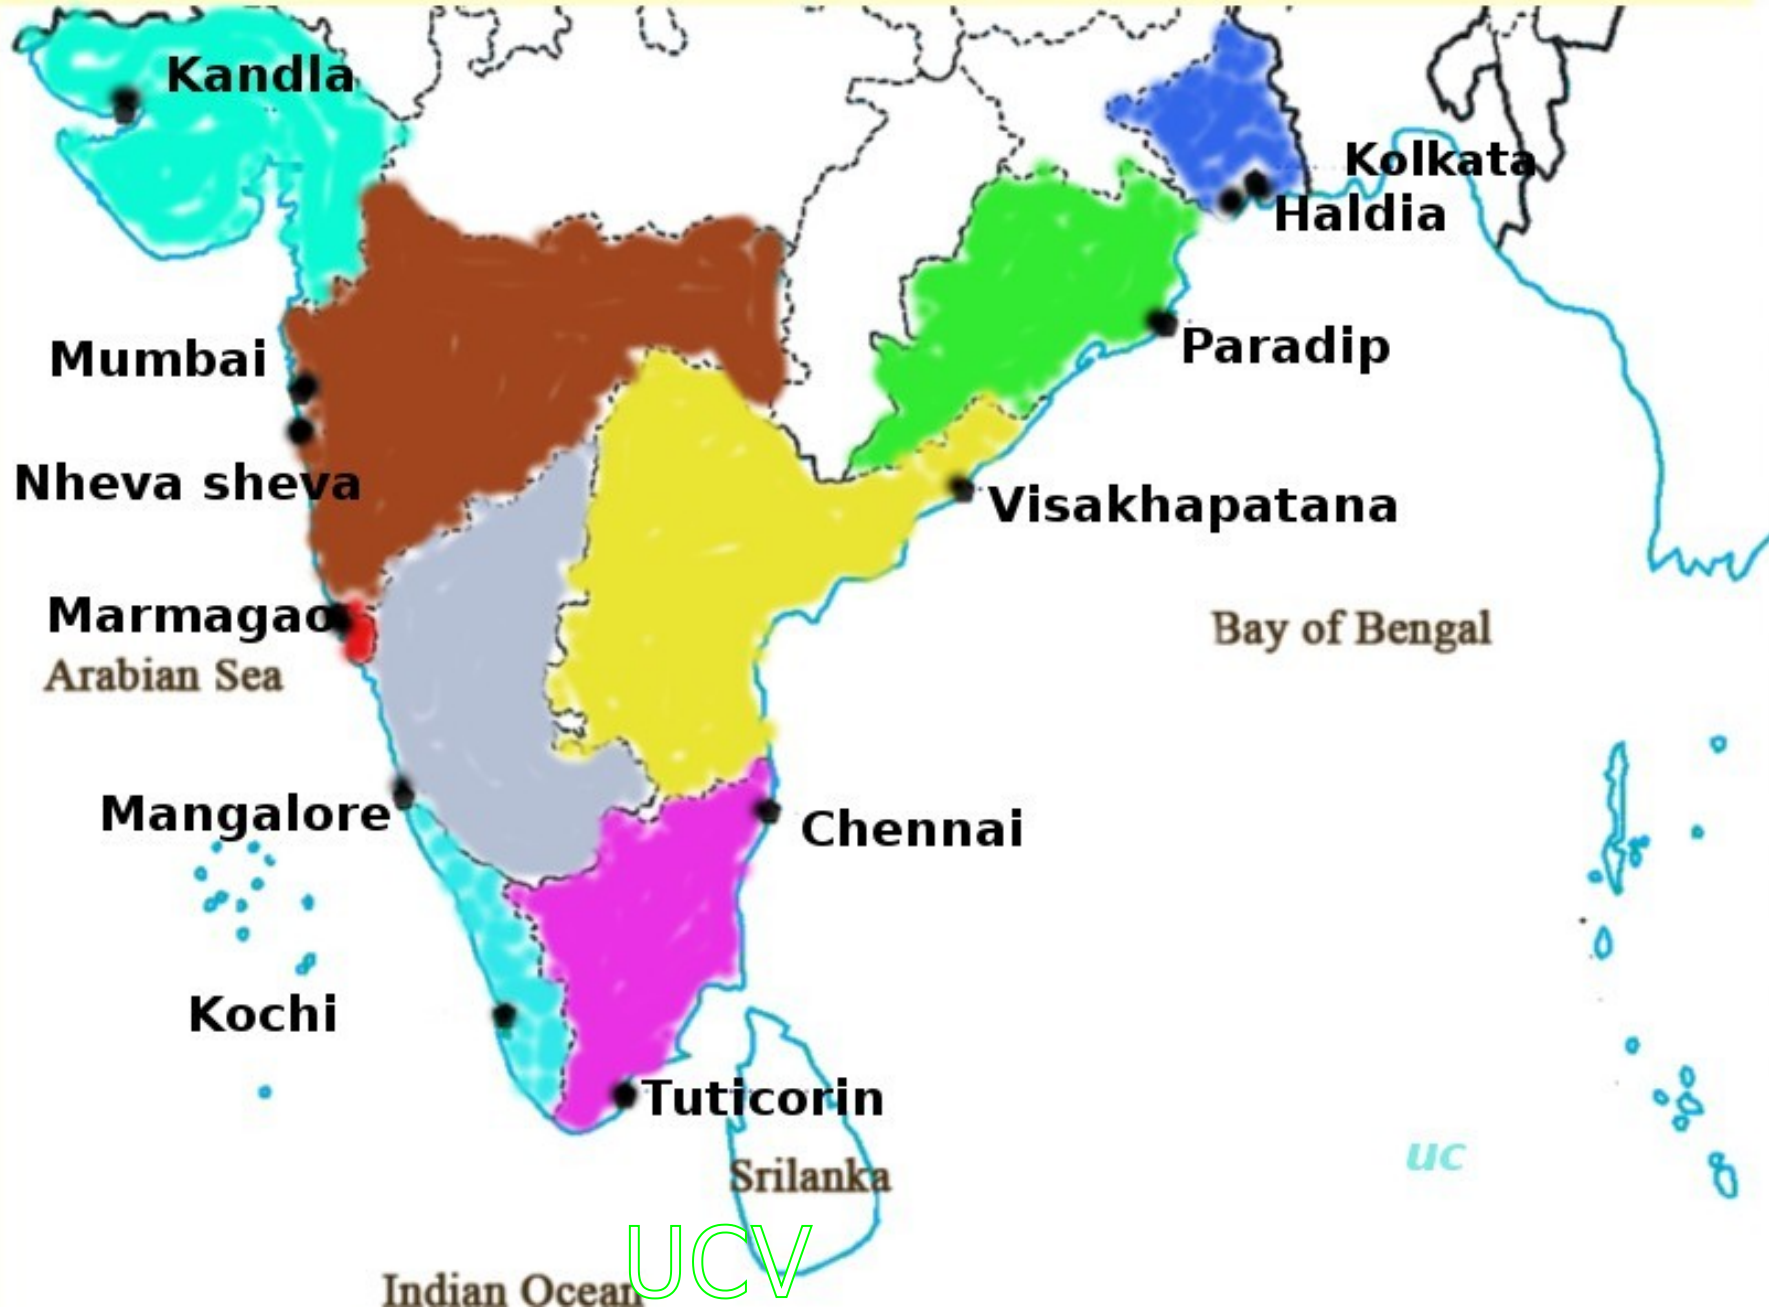 Kandla
Kolkata
Haldia
Mumbai
Paradip
Nheva sheva
Visakhapatana
Marmagao
Bay of Bengal
Arabian Sea
Mangalore
Chennai
Kochi
Tuticorin
uc
Srilanka
UCV
Indian Ocean